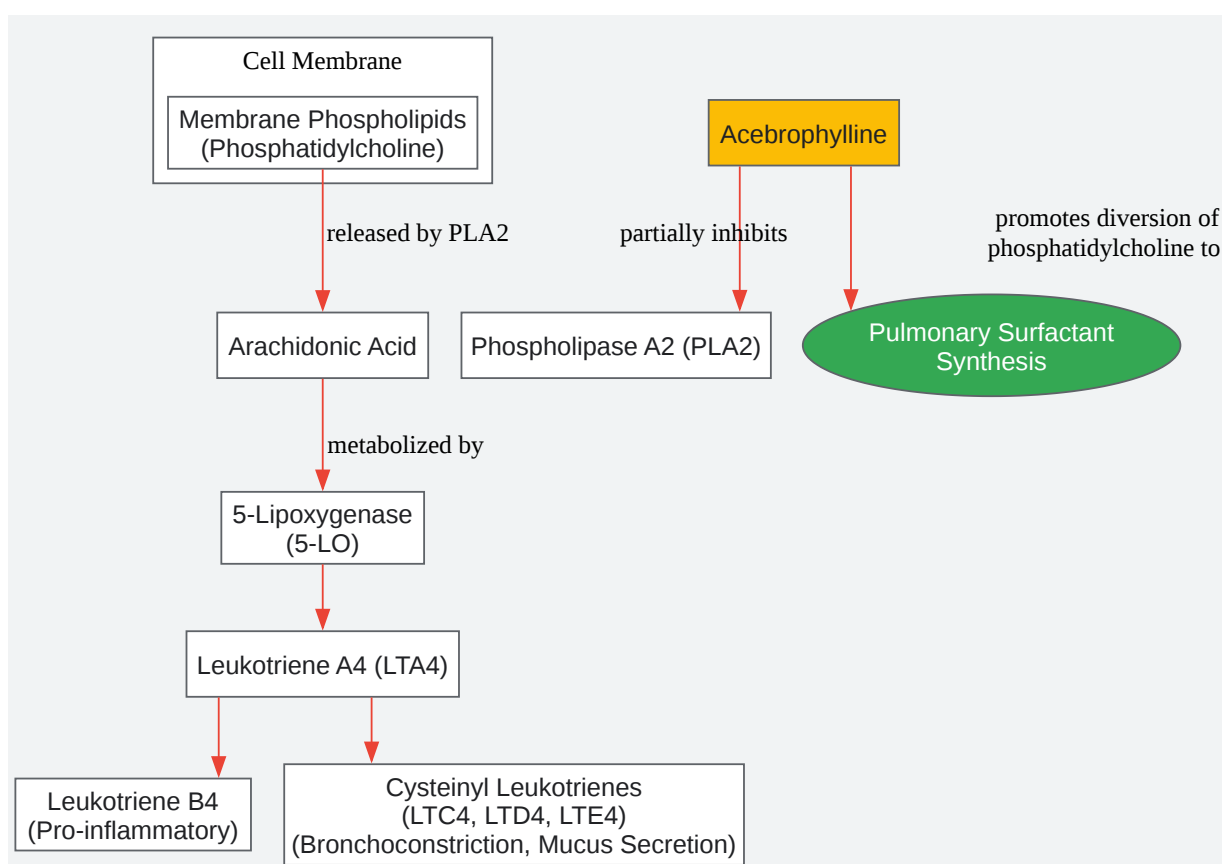 Cell Membrane
Membrane Phospholipids
(Phosphatidylcholine)
Acebrophylline
released by PLA2
partially inhibits
promotes diversion of
phosphatidylcholine to
Arachidonic Acid
Phospholipase A2 (PLA2)
Pulmonary Surfactant
Synthesis
metabolized by
5-Lipoxygenase
(5-LO)
Leukotriene A4 (LTA4)
Leukotriene B4
(Pro-inflammatory)
Cysteinyl Leukotrienes
(LTC4, LTD4, LTE4)
(Bronchoconstriction, Mucus Secretion)